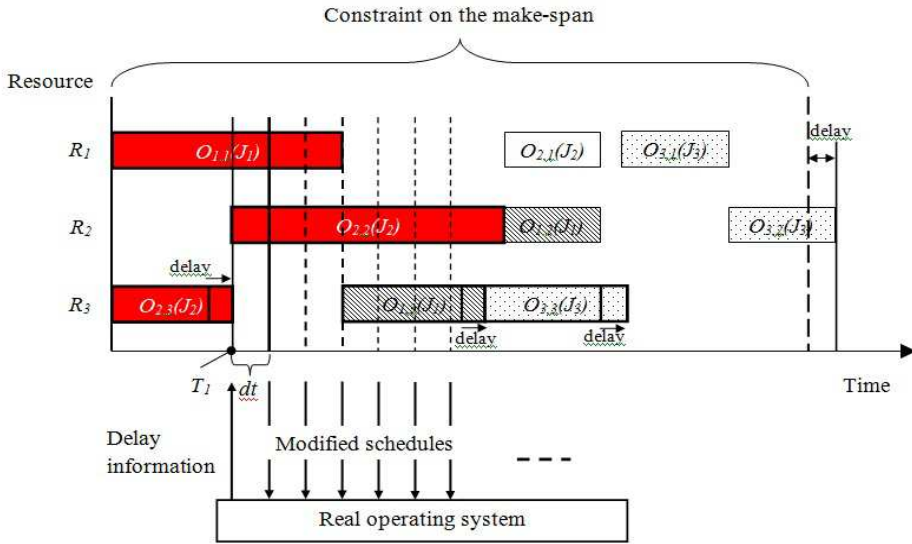 Constraint on the make-span
Resource
delay
R1
O1,1(J1)
O2,1(J2)
O3,1(J3)
R2
O2,2(J2)
O1,2(J1)
O3,2(J3)
delay
R3
O2,3(J2)
O1,3(J1)
O3,3(J3)
delay
delay
T1
dt
Time
Delay
information
Modified schedules
Real operating system